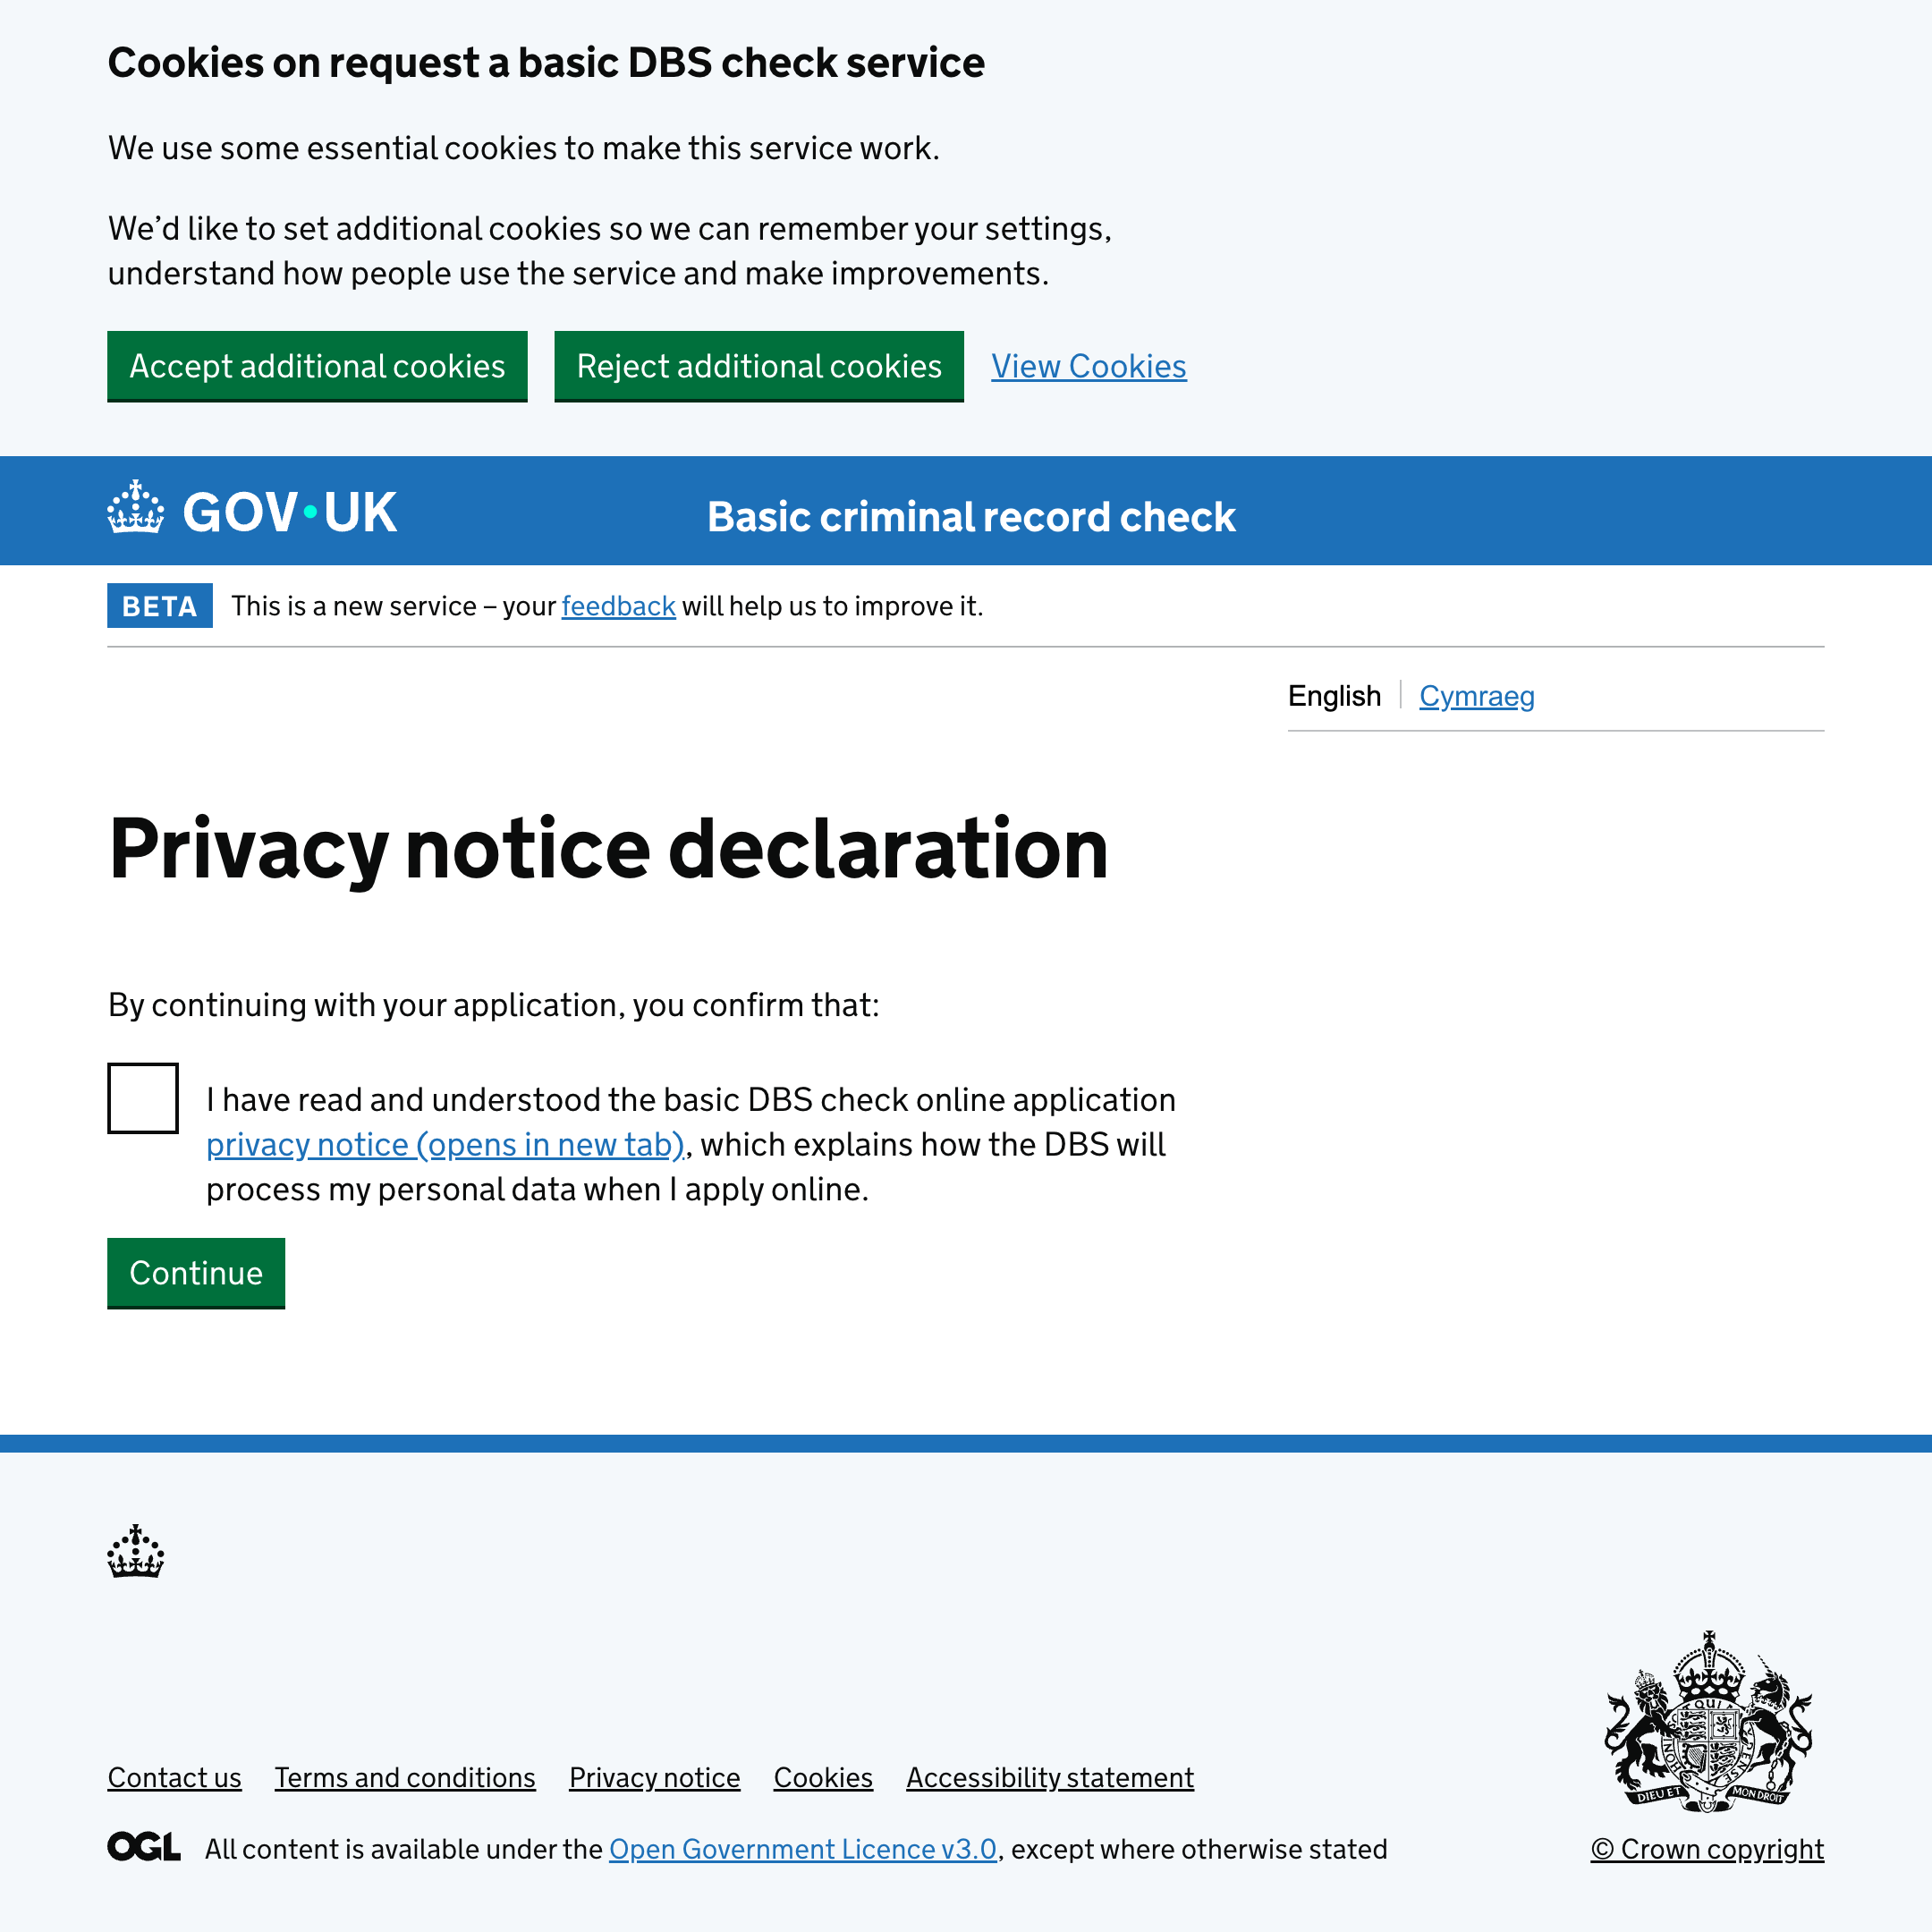 Cookies on request a basic DBS check service
We use some essential cookies to make this service work.
We’d like to set additional cookies so we can remember your settings,
understand how people use the service and make improvements.
Accept additional cookies Reject additional cookies View Cookies
GOV·UK Basic criminal record check
BETA This is a new service – your feedback will help us to improve it.
English Cymraeg
Privacy notice declaration
By continuing with your application, you confirm that:
I have read and understood the basic DBS check online application
privacy notice (opens in new tab), which explains how the DBS will
process my personal data when I apply online.
Continue
QUI
HONI
PENSE
DIEU ET MON DROIT
Contact us Terms and conditions Privacy notice Cookies Accessibility statement
OGL All content is available under the Open Government Licence v3.0, except where otherwise stated © Crown copyright